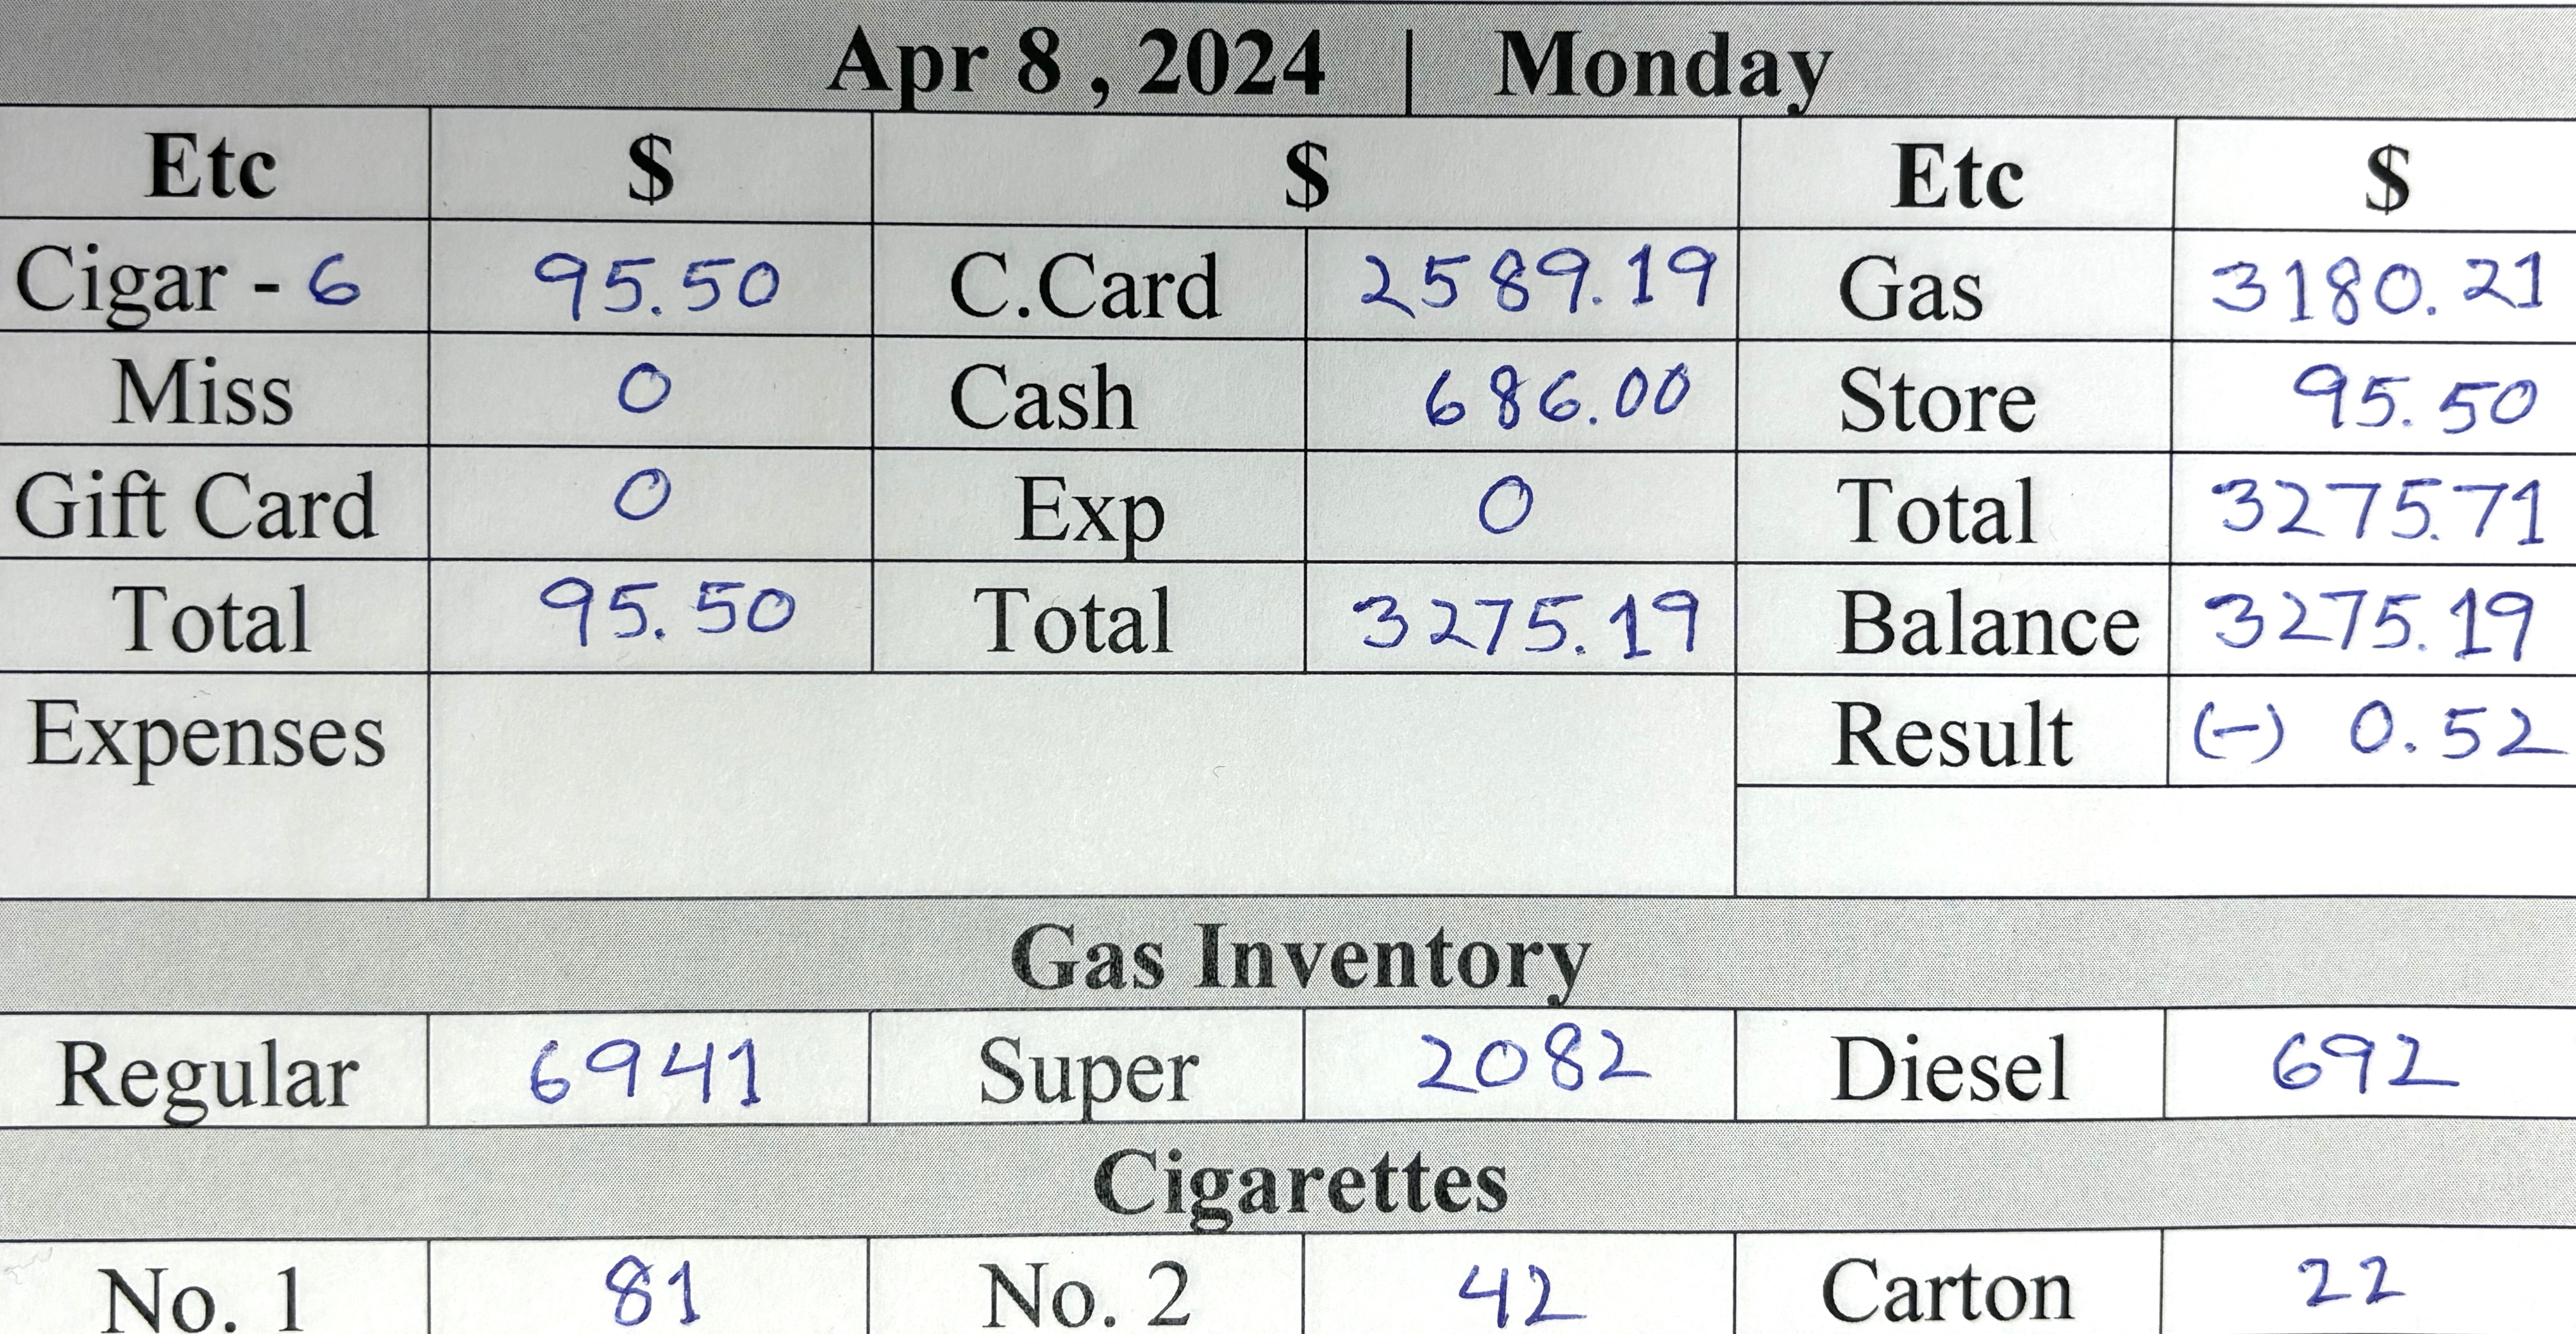 Apr 8 , 2024 | Monday
Etc $ $ Etc $
Cigar - 6 95.50 C.Card 2589.19 Gas 3180.21
Miss 0 Cash 686.00 Store 95.50
Gift Card 0 Exp 0 Total 3275.71
Total 95.50 Total 3275.19 Balance 3275.19
Expenses Result (-) 0.52
Gas Inventory
Regular 6941 Super 2082 Diesel 692
Cigarettes
No. 1 81 No. 2 42 Carton 22